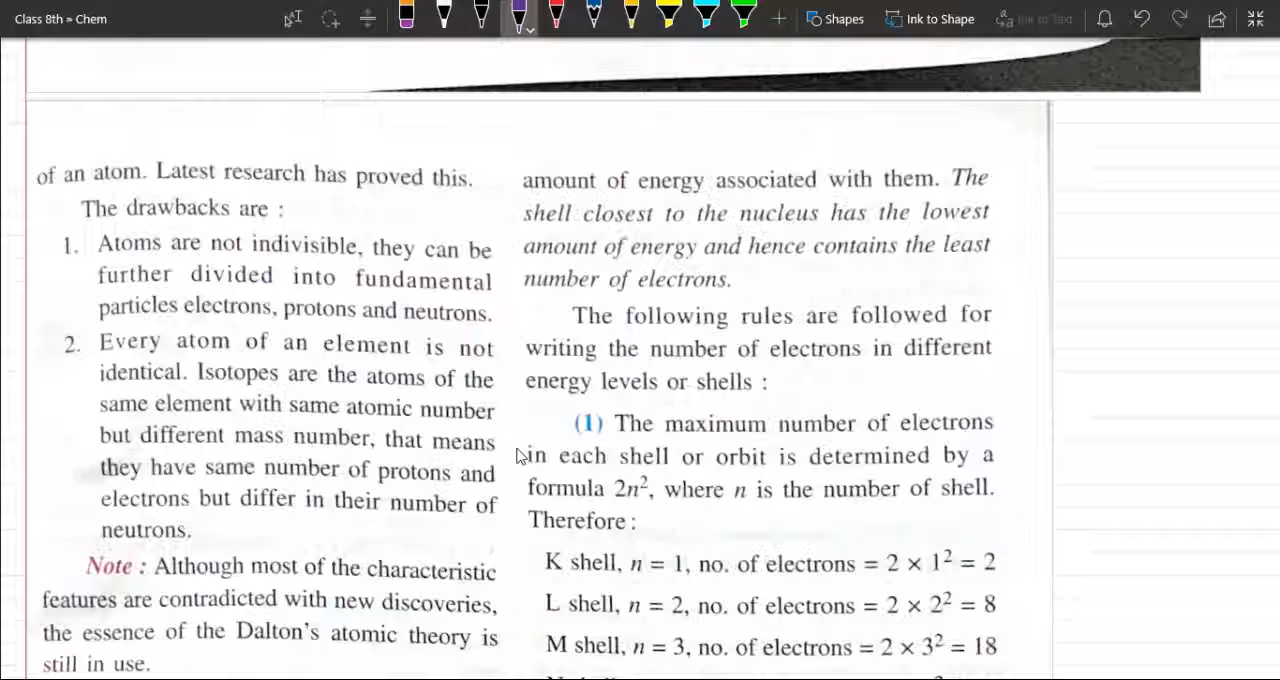 Class 8th » Chem
Shapes
Ink to Shape
Ink to Text
of an atom. Latest research has proved this.
The drawbacks are :
1. Atoms are not indivisible, they can be
further divided into fundamental
particles electrons, protons and neutrons.
2. Every atom of an element is not
identical. Isotopes are the atoms of the
same element with same atomic number
but different mass number, that means
they have same number of protons and
electrons but differ in their number of
neutrons.
Note : Although most of the characteristic
features are contradicted with new discoveries,
the essence of the Dalton's atomic theory is
still in use.
amount of energy associated with them. The
shell closest to the nucleus has the lowest
amount of energy and hence contains the least
number of electrons.
The following rules are followed for
writing the number of electrons in different
energy levels or shells :
(1) The maximum number of electrons
in each shell or orbit is determined by a
formula 2n², where n is the number of shell.
Therefore :
K shell, n = 1, no. of electrons = 2 × 1² = 2
L shell, n = 2, no. of electrons = 2 × 2² = 8
M shell, n = 3, no. of electrons = 2 × 3² = 18